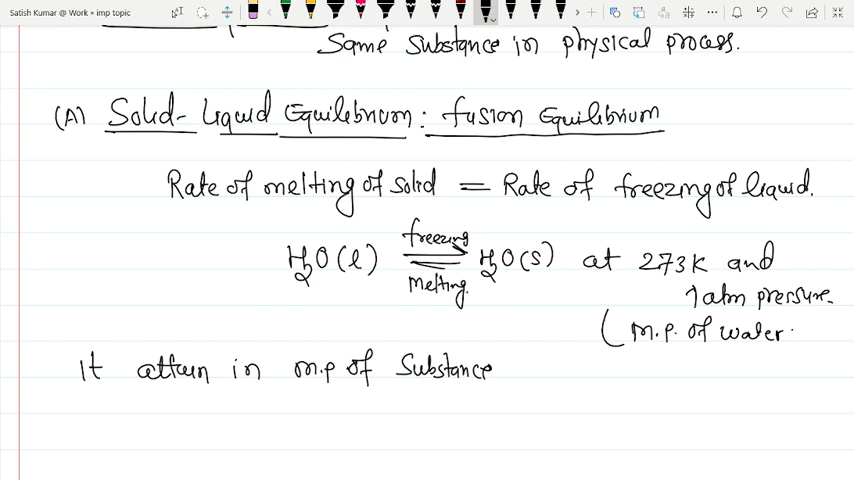 Satish Kumar @ Work » imp topic
Same substance in physical process.
(A) Solid-Liquid Equilibrium: fusion Equilibrium
Rate of melting of solid = Rate of freezing of liquid.
freezing
H2O(l) ⇌ H2O(s) at 273K and
melting.
1 atm pressure.
( m.p. of water.
It attain in m.p of Substance